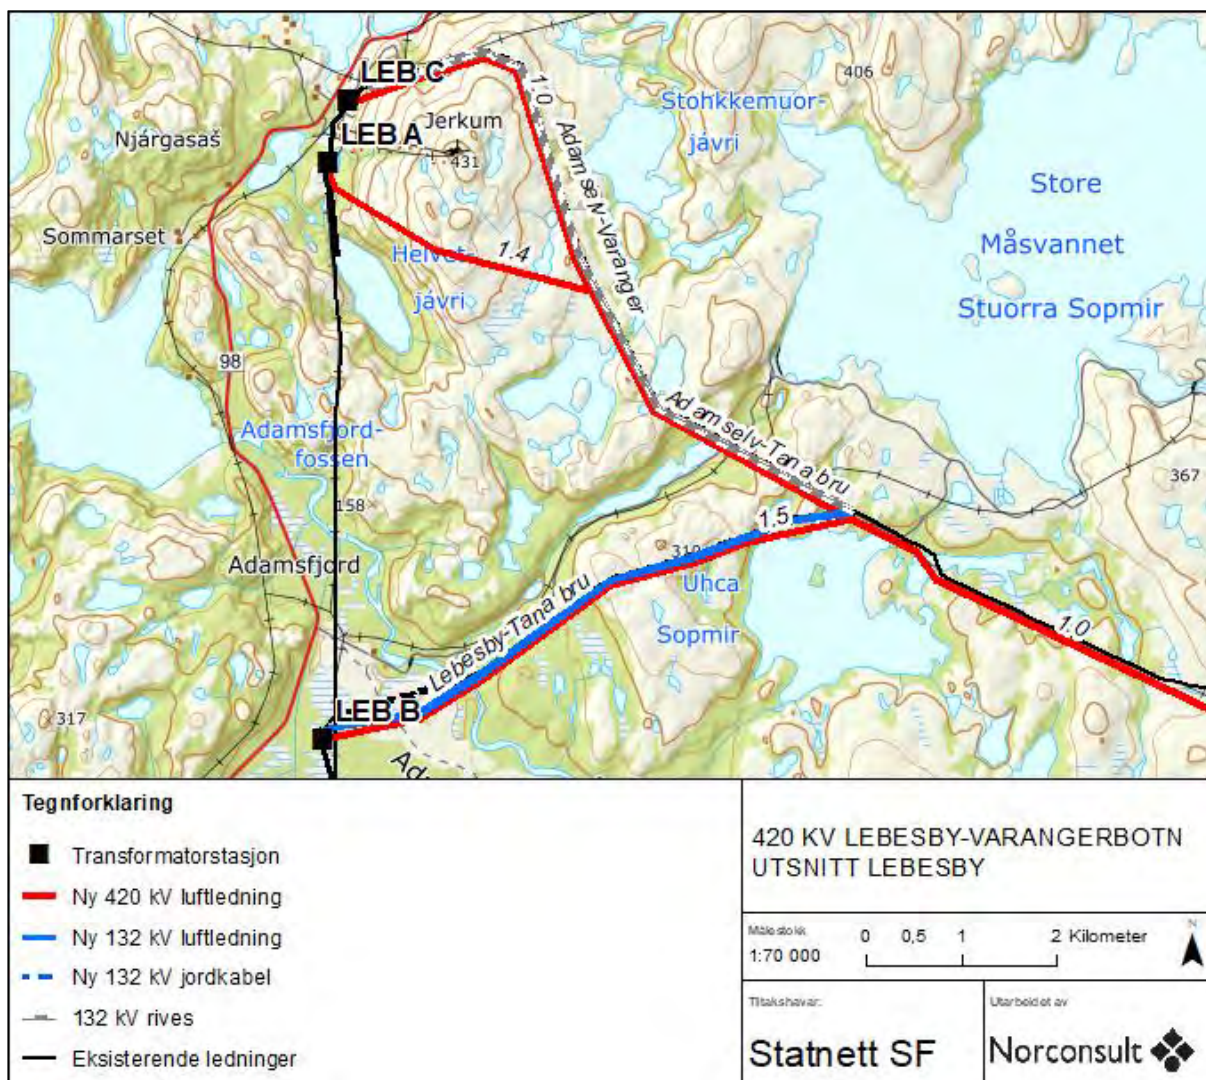 LEB C
406
Stohkkemuor-
jávri
1.0
Njárgasaš
LEB A
Jerkum
431
Adamselv-Varanger
Store
Måsvannet
Stuorra Sopmir
Sommarset
Helvet-
jávri
1.4
98
Adamselv-Tana bru
Adamsfjord-
fossen
367
158
1.5
Adamsfjord
310
Uhca
Sopmir
Lebesby-Tana bru
1.0
317
LEB B
Tegnforklaring
Transformatorstasjon
Ny 420 kV luftledning
Ny 132 kV luftledning
Ny 132 kV jordkabel
132 kV rives
Eksisterende ledninger
420 KV LEBESBY-VARANGERBOTN
UTSNITT LEBESBY
Målestokk
1:70 000
0 0,5 1 2 Kilometer
N
Tiltakshaver:
Statnett SF
Utarbeidet av
Norconsult